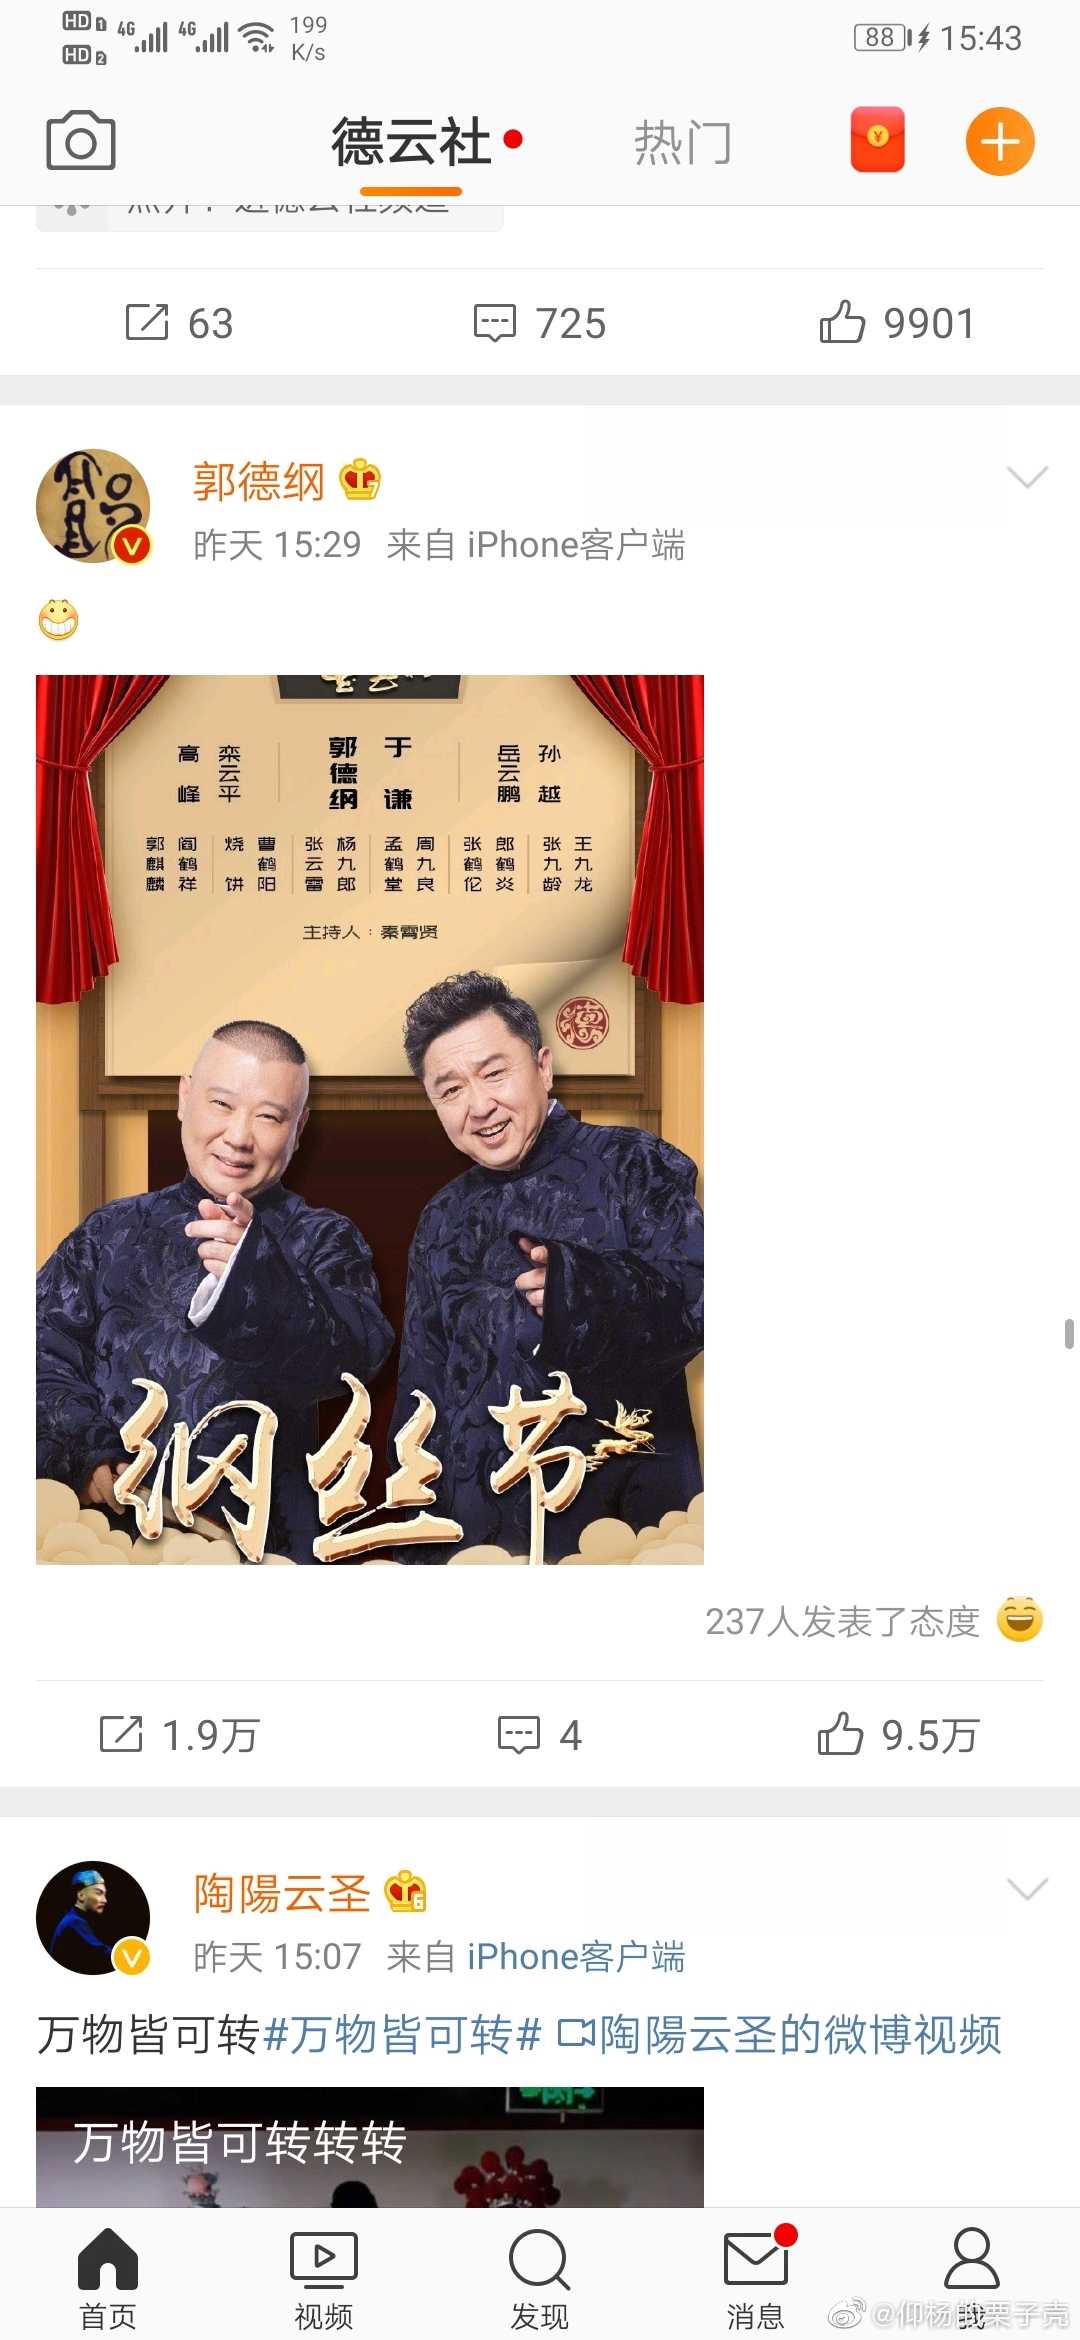 HD 1 4G 4G 199 K/s 88 15:43
HD 2
德云社 热门
63 725 9901
郭德纲
昨天 15:29 来自 iPhone客户端
高峰 栾云平 郭德纲 于谦 岳云鹏 孙越
郭麒麟 阎鹤祥 烧饼 曹鹤阳 张云雷 杨九郎 孟鹤堂 周九良 张鹤伦 郎鹤炎 张九龄 王九龙
主持人：秦霄贤
德
纲丝节
237人发表了态度
1.9万 4 9.5万
陶陽云圣 6
昨天 15:07 来自 iPhone客户端
万物皆可转#万物皆可转# 陶陽云圣的微博视频
万物皆可转转转
首页 视频 发现 消息 我